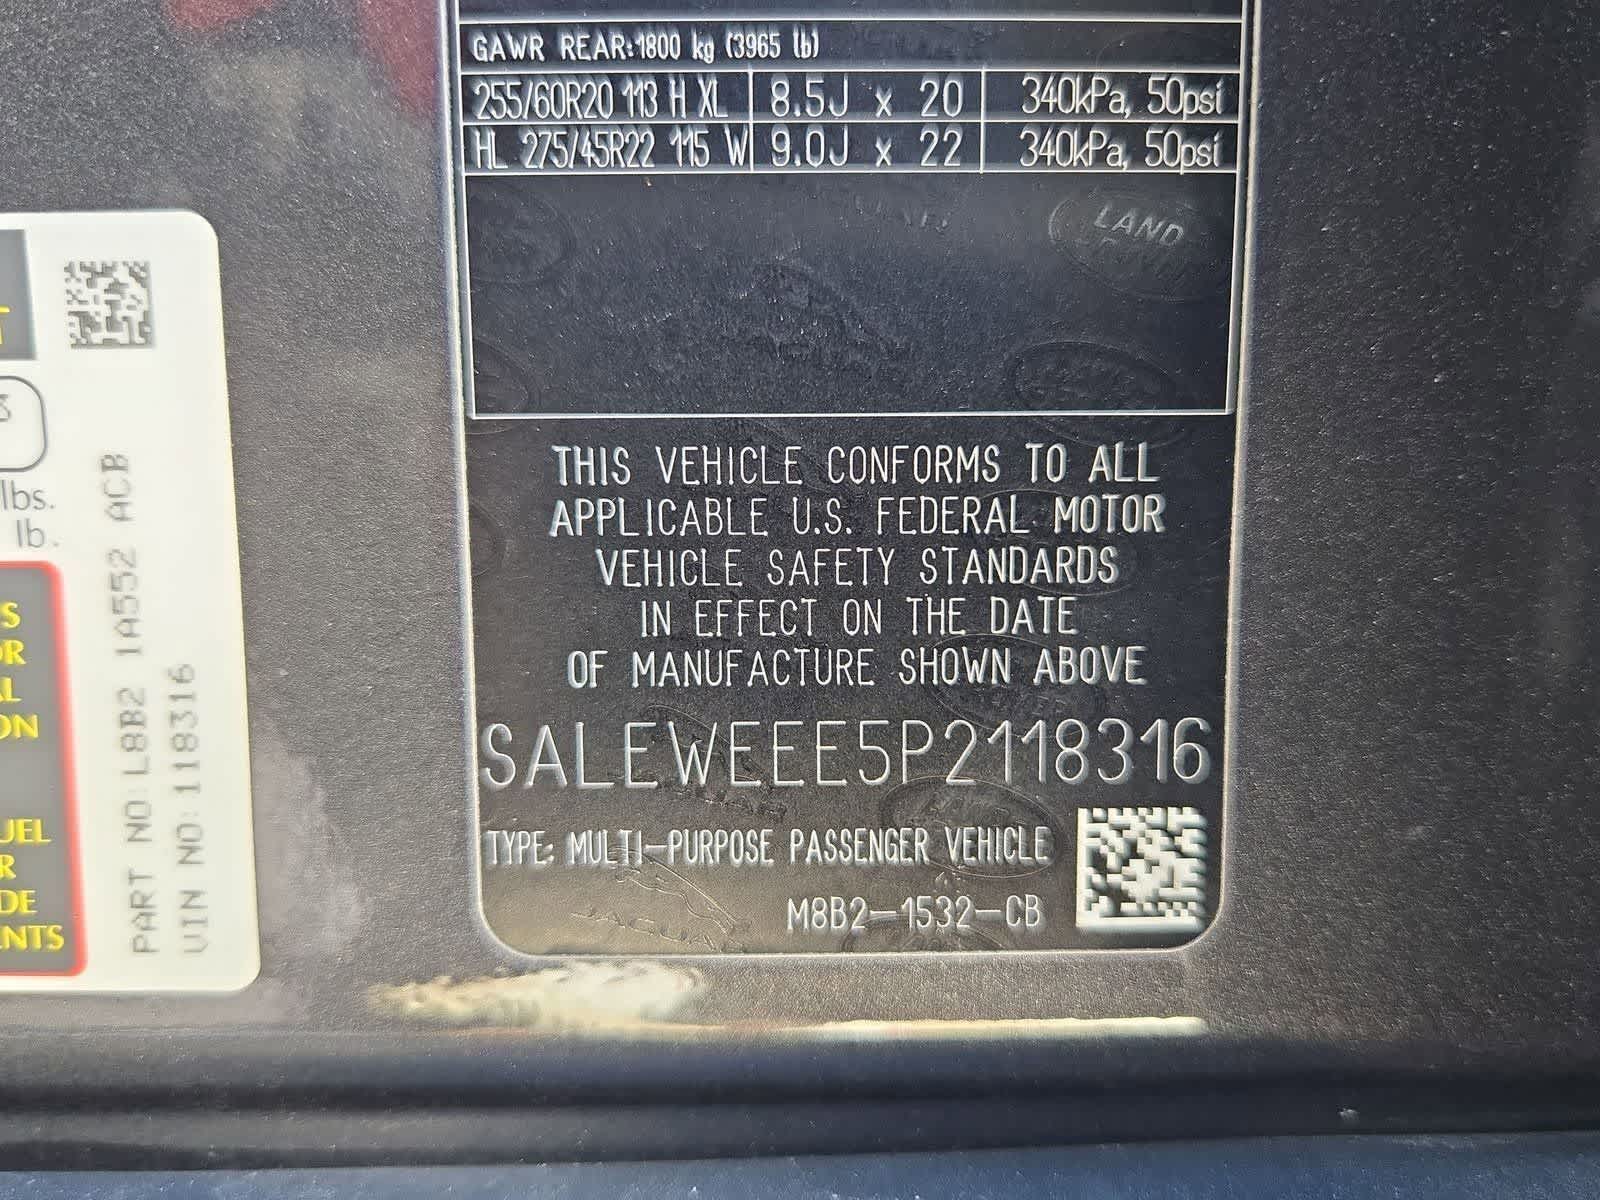 GAWR REAR:1800 kg (3965 lb)
255/60R20 113 H XL 8.5J x 20 340kPa, 50psi
HL 275/45R22 115 W 9.0J x 22 340kPa, 50psi
LAND
THIS VEHICLE CONFORMS TO ALL
APPLICABLE U.S. FEDERAL MOTOR
VEHICLE SAFETY STANDARDS
IN EFFECT ON THE DATE
OF MANUFACTURE SHOWN ABOVE
SALEWEEE5P2118316
TYPE: MULTI-PURPOSE PASSENGER VEHICLE
M8B2-1532-CB
JAGUAR
lbs.
lb.
PART NO:L8B2 1A552 ACB
VIN NO:118316